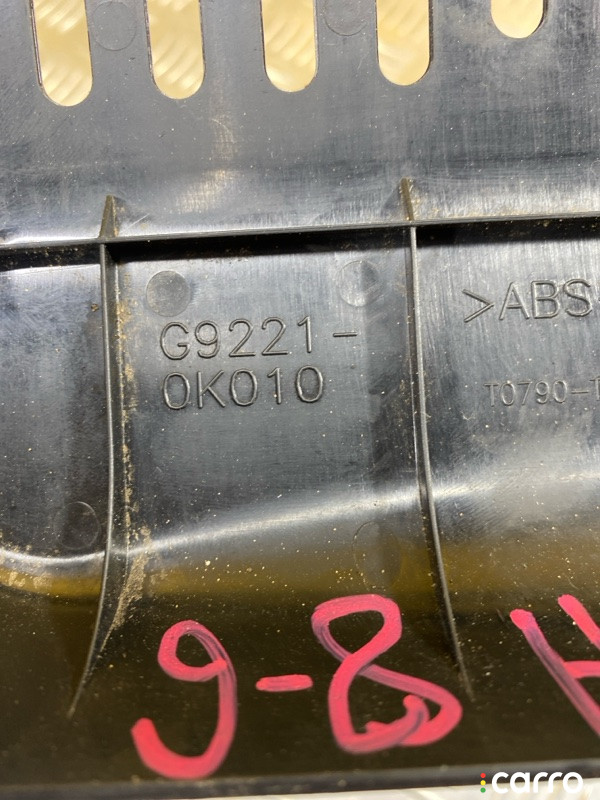 G9221-
0K010
>ABS
T0790-
9-8
carro